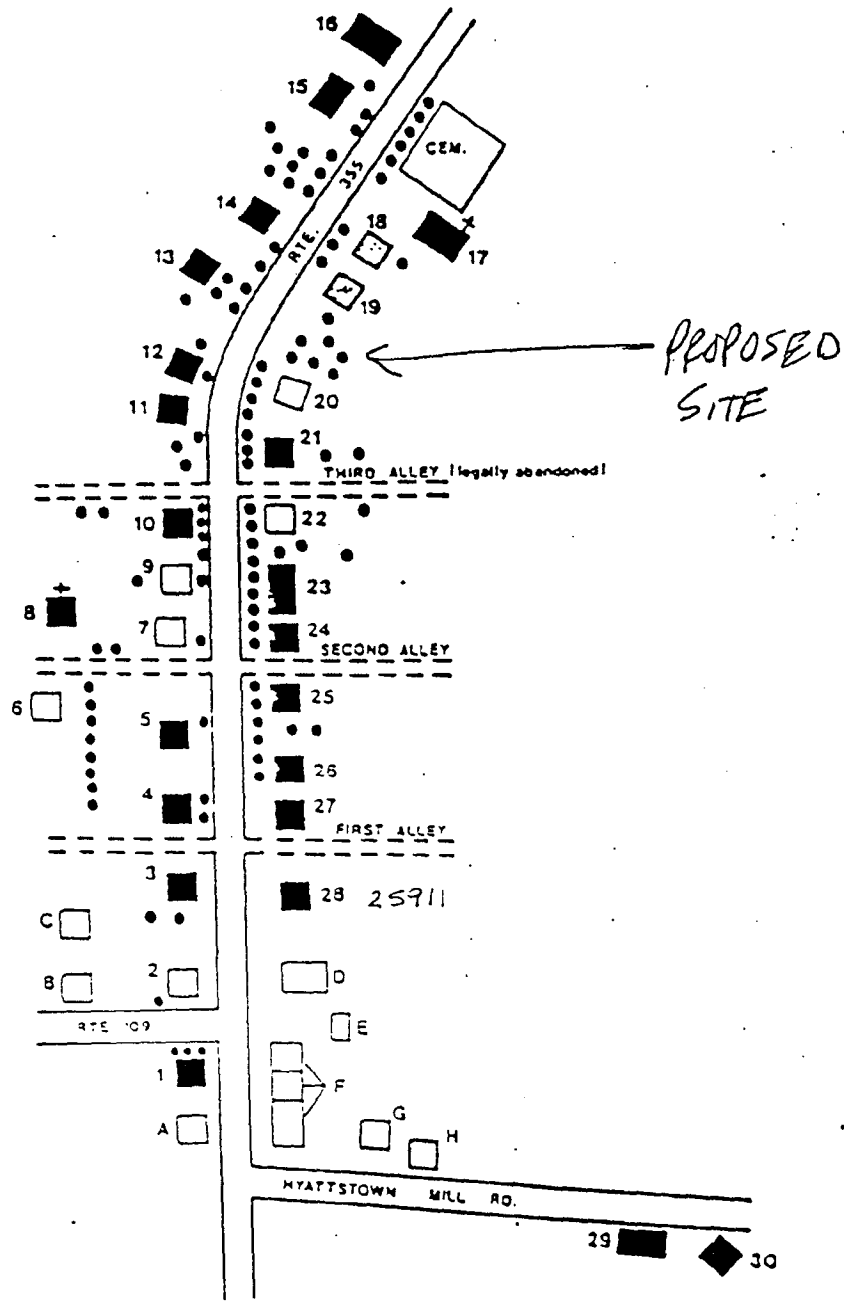 16
15
CEM.
RTE. 355
14
18
17
13
19
PROPOSED
SITE
12
20
11
21
THIRD ALLEY (legally abandoned)
10
22
9
23
8
7
24
SECOND ALLEY
6
25
5
26
4
27
FIRST ALLEY
3
28 25911
C
2
D
B
RTE 109
E
1
F
A
G
H
HYATTSTOWN MILL RD.
29
30